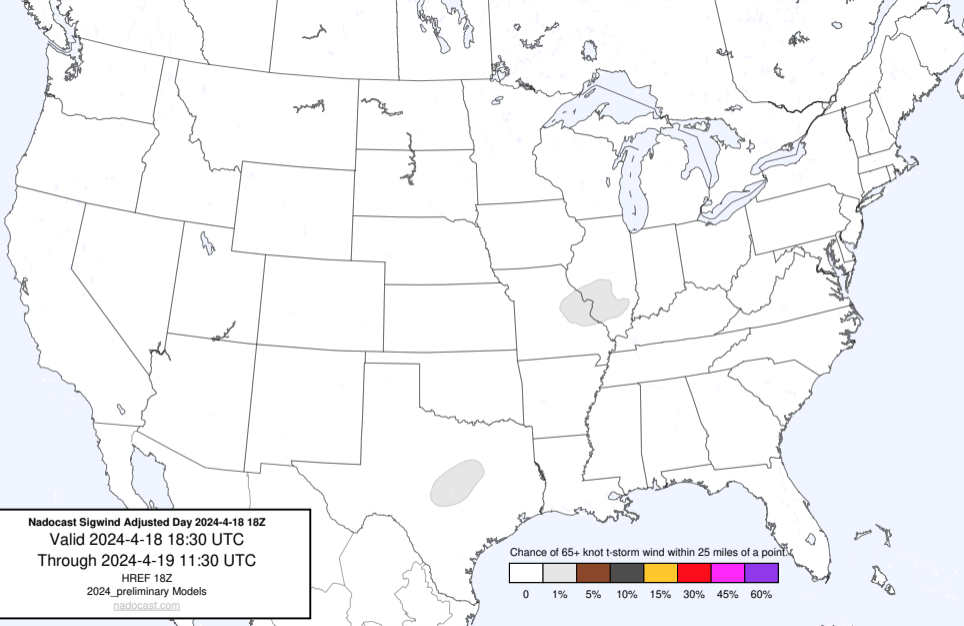 Nadocast Sigwind Adjusted Day 2024-4-18 18Z
Valid 2024-4-18 18:30 UTC
Through 2024-4-19 11:30 UTC
HREF 18Z
2024_preliminary Models
nadocast.com
Chance of 65+ knot t-storm wind within 25 miles of a point.
0 1% 5% 10% 15% 30% 45% 60%